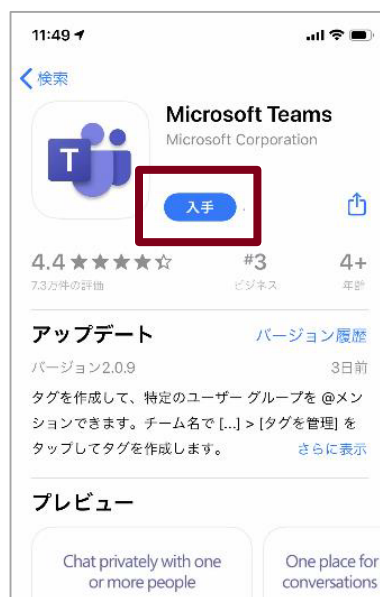 11:49
検索
Microsoft Teams
Microsoft Corporation
T
入手
4.4 ★★★★☆ #3 4+
7.3万件の評価 ビジネス 年齢
アップデート バージョン履歴
バージョン2.0.9 3日前
タグを作成して、特定のユーザー グループを @メン
ションできます。チーム名で [...] > [タグを管理] を
タップしてタグを作成します。 さらに表示
プレビュー
Chat privately with one
or more people
One place for
conversations